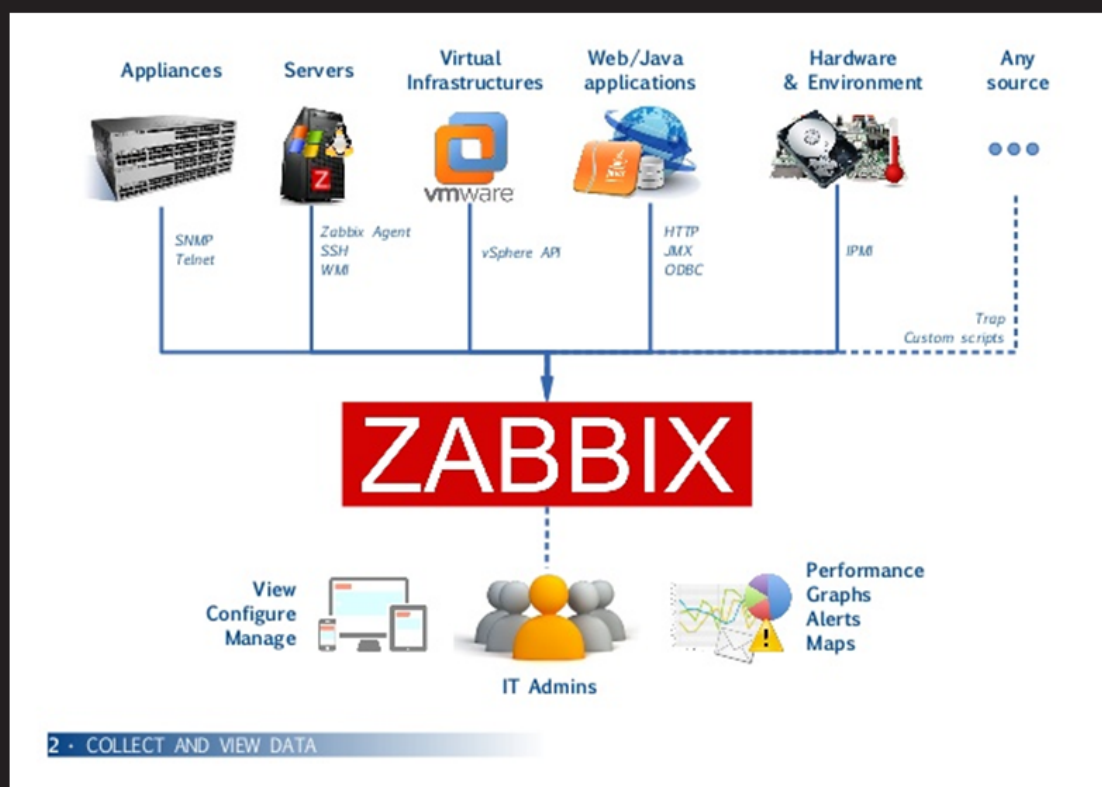 Appliances
Servers
Virtual
Infrastructures
Web/Java
applications
Hardware
& Environment
Any
source
Z
vmware
SNMP
Telnet
Zabbix Agent
SSH
WMI
vSphere API
HTTP
JMX
ODBC
IPMI
Trap
Custom scripts
ZABBIX
View
Configure
Manage
Performance
Graphs
Alerts
Maps
IT Admins
2 · COLLECT AND VIEW DATA